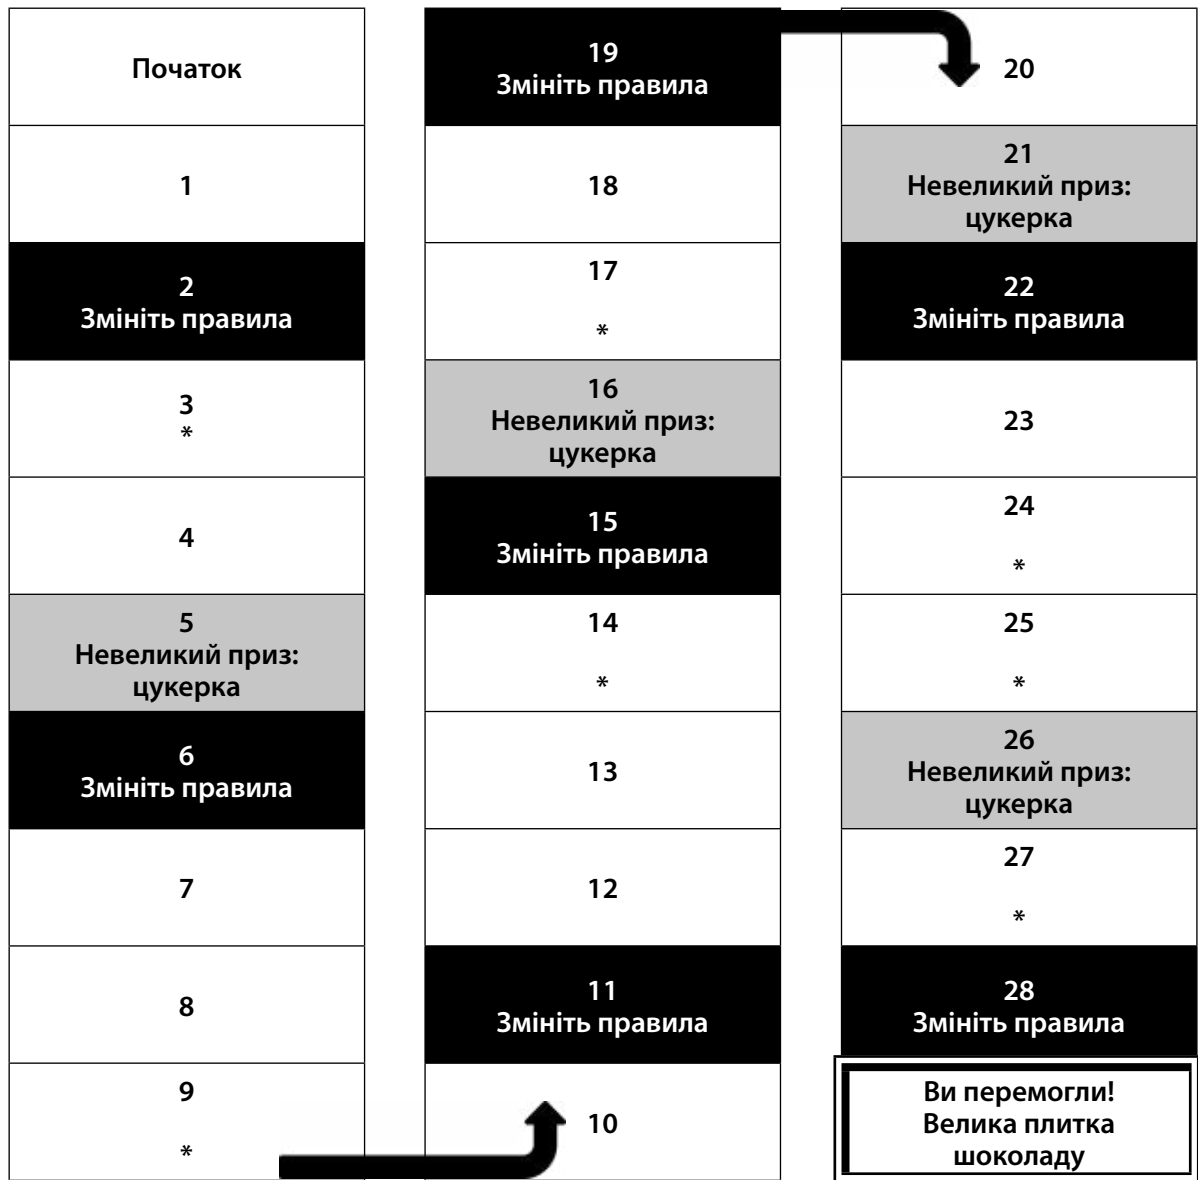 Початок
1
2
Змініть правила
3
*
4
5
Невеликий приз:
цукерка
6
Змініть правила
7
8
9
*
19
Змініть правила
18
17
*
16
Невеликий приз:
цукерка
15
Змініть правила
14
*
13
12
11
Змініть правила
10
20
21
Невеликий приз:
цукерка
22
Змініть правила
23
24
*
25
*
26
Невеликий приз:
цукерка
27
*
28
Змініть правила
Ви перемогли!
Велика плитка
шоколаду